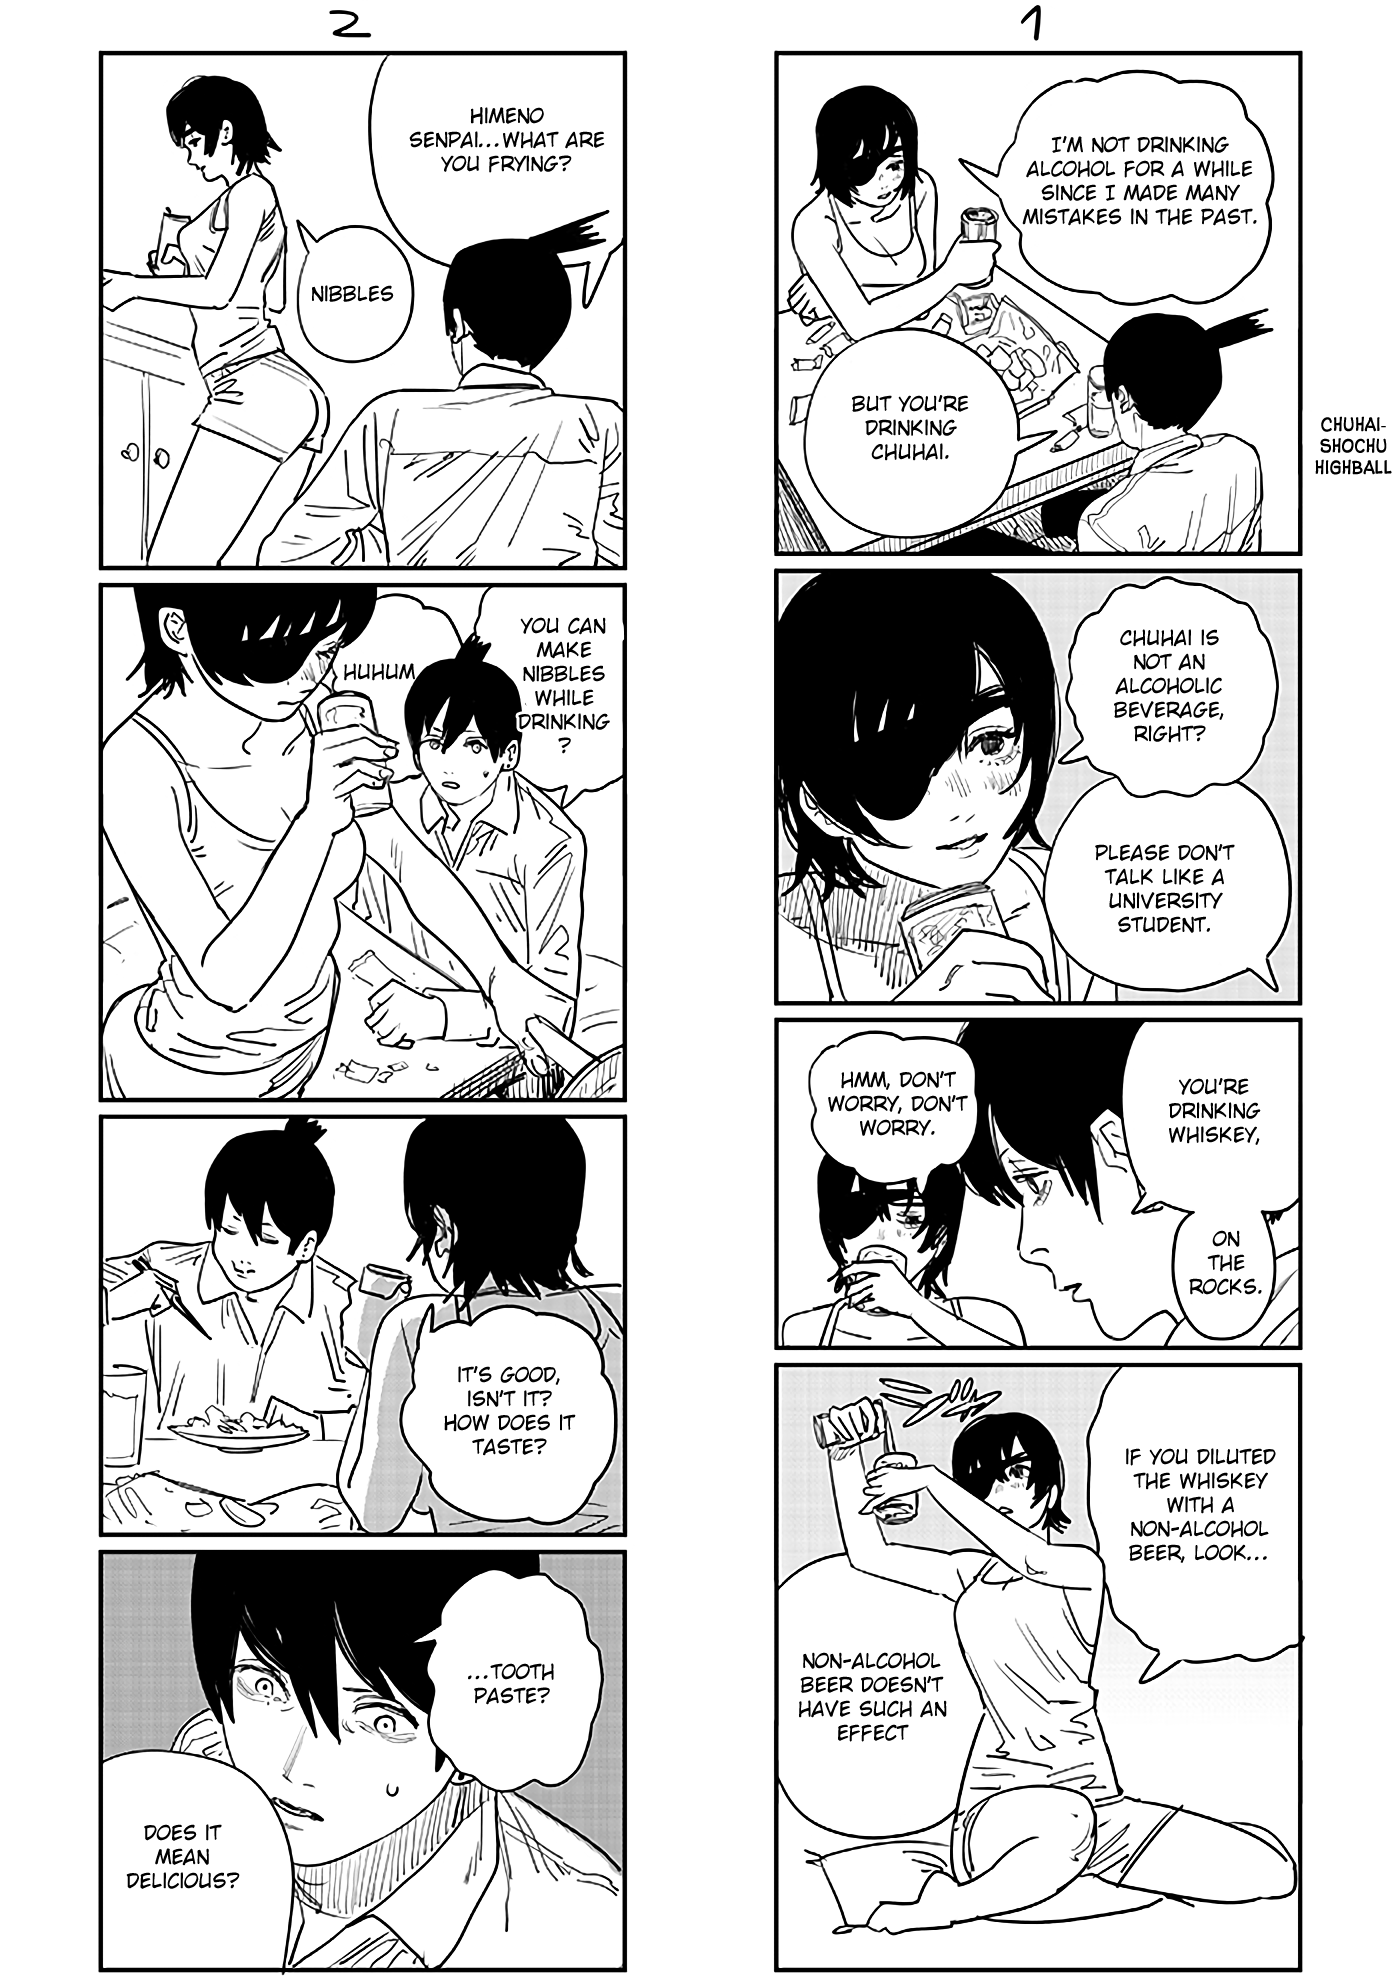 1
I'M NOT DRINKING
ALCOHOL FOR A WHILE
SINCE I MADE MANY
MISTAKES IN THE PAST.
BUT YOU'RE
DRINKING
CHUHAI.
CHUHAI-
SHOCHU
HIGHBALL
CHUHAI IS
NOT AN
ALCOHOLIC
BEVERAGE,
RIGHT?
PLEASE DON'T
TALK LIKE A
UNIVERSITY
STUDENT.
YOU'RE
DRINKING
WHISKEY,
ON
THE
ROCKS.
HMM, DON'T
WORRY, DON'T
WORRY.
IF YOU DILUTED
THE WHISKEY
WITH A
NON-ALCOHOL
BEER, LOOK...
NON-ALCOHOL
BEER DOESN'T
HAVE SUCH AN
EFFECT
2
HIMENO
SENPAI...WHAT ARE
YOU FRYING?
NIBBLES
YOU CAN
MAKE
NIBBLES
WHILE
DRINKING
?
HUHUM
IT'S GOOD,
ISN'T IT?
HOW DOES IT
TASTE?
...TOOTH
PASTE?
DOES IT
MEAN
DELICIOUS?